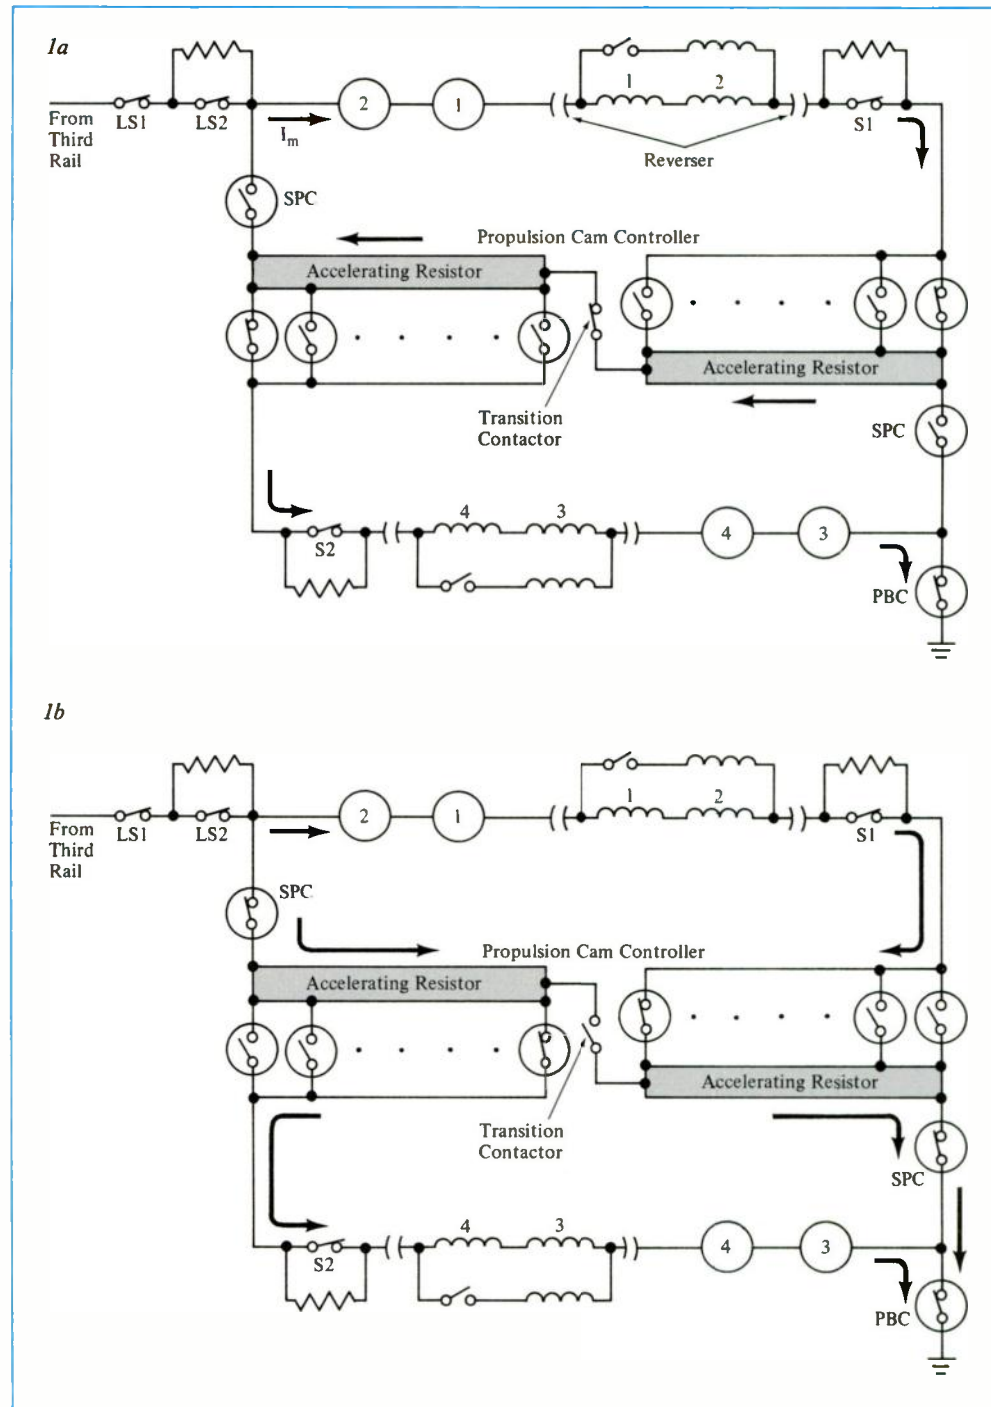 1a
1 2
From
Third
Rail
LS1 LS2
I_m
2 1
S1
Reverser
SPC
Propulsion Cam Controller
Accelerating Resistor
Accelerating Resistor
Transition
Contactor
SPC
4 3
S2
4 3
PBC
1b
1 2
From
Third
Rail
LS1 LS2
2 1
S1
SPC
Propulsion Cam Controller
Accelerating Resistor
Accelerating Resistor
Transition
Contactor
SPC
4 3
S2
4 3
PBC